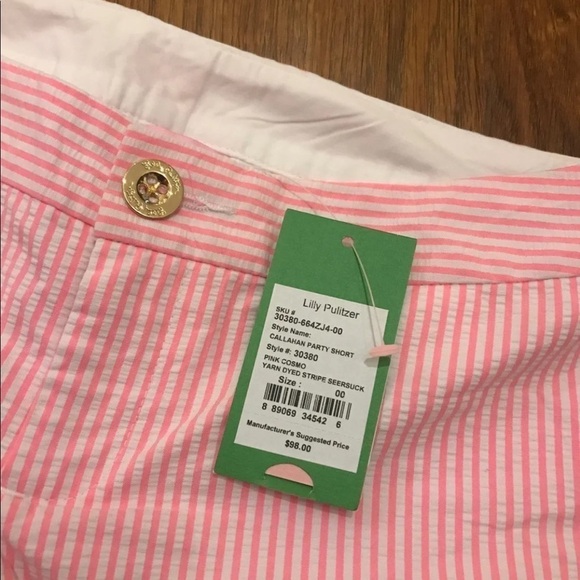 Lilly Pulitzer
SKU #
30380-664ZJ4-00
Style Name:
CALLAHAN PARTY SHORT
Style #: 30380
PINK COSMO
YARN DYED STRIPE SEERSUCK
Size : 00
8 89069 34542 6
Manufacturer's Suggested Price
$98.00